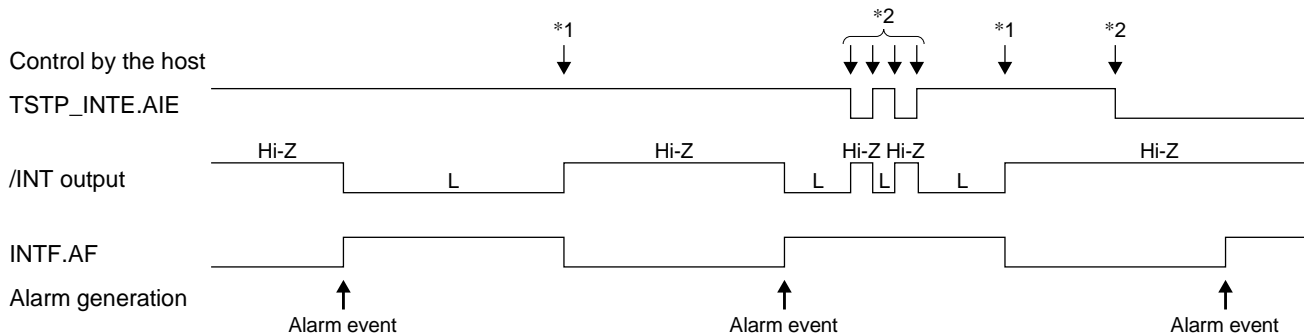 *1 *2 *1 *2
Control by the host
TSTP_INTE.AIE
Hi-Z Hi-Z Hi-Z Hi-Z Hi-Z
/INT output
L L L L
INTF.AF
Alarm generation
Alarm event Alarm event Alarm event